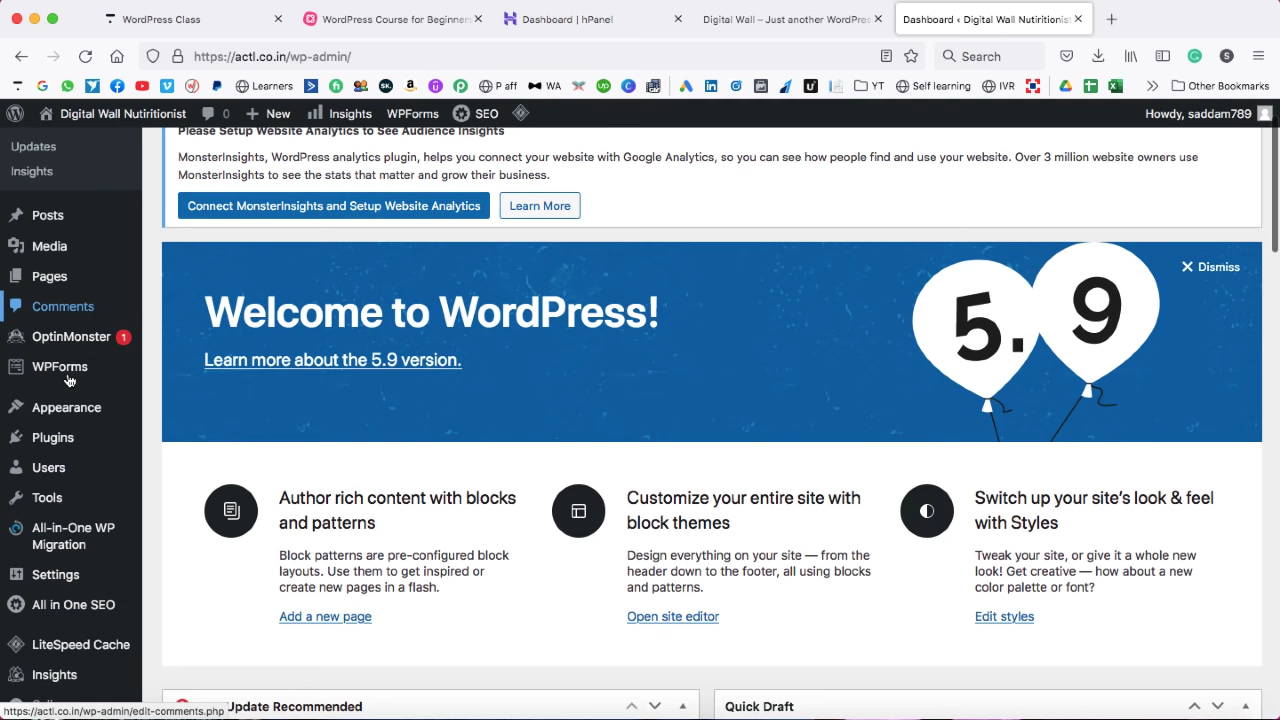 WordPress Class
WordPress Course for Beginners
Dashboard | hPanel
Digital Wall – Just another WordPres
Dashboard ‹ Digital Wall Nutritionist
https://actl.co.in/wp-admin/
Search
S
Learners
P aff
WA
YT
Self learning
IVR
Other Bookmarks
Digital Wall Nutritionist
0
New
Insights
WPForms
SEO
Howdy, saddam789
Updates
Insights
Posts
Media
Pages
Comments
OptinMonster 1
WPForms
Appearance
Plugins
Users
Tools
All-in-One WP
Migration
Settings
All in One SEO
LiteSpeed Cache
Insights
Please Setup Website Analytics to See Audience Insights
MonsterInsights, WordPress analytics plugin, helps you connect your website with Google Analytics, so you can see how people find and use your website. Over 3 million website owners use
MonsterInsights to see the stats that matter and grow their business.
Connect MonsterInsights and Setup Website Analytics
Learn More
Welcome to WordPress!
Learn more about the 5.9 version.
5.9
Dismiss
Author rich content with blocks
and patterns
Block patterns are pre-configured block
layouts. Use them to get inspired or
create new pages in a flash.
Add a new page
Customize your entire site with
block themes
Design everything on your site — from the
header down to the footer, all using blocks
and patterns.
Open site editor
Switch up your site's look & feel
with Styles
Tweak your site, or give it a whole new
look! Get creative — how about a new
color palette or font?
Edit styles
Update Recommended
Quick Draft
https://actl.co.in/wp-admin/edit-comments.php